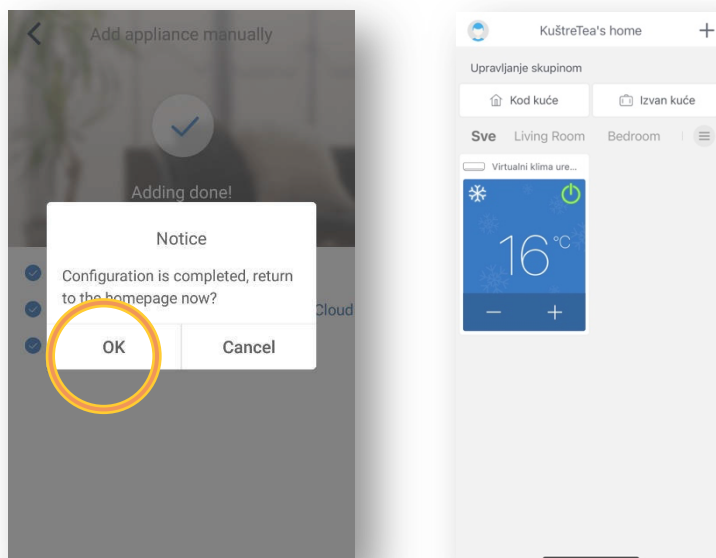 Add appliance manually
Adding done!
Notice
Configuration is completed, return
to the homepage now?
Cloud
OK
Cancel
KuštreTea's home
Upravljanje skupinom
Kod kuće
Izvan kuće
Sve
Living Room
Bedroom
Virtualni klima ure...
16°C